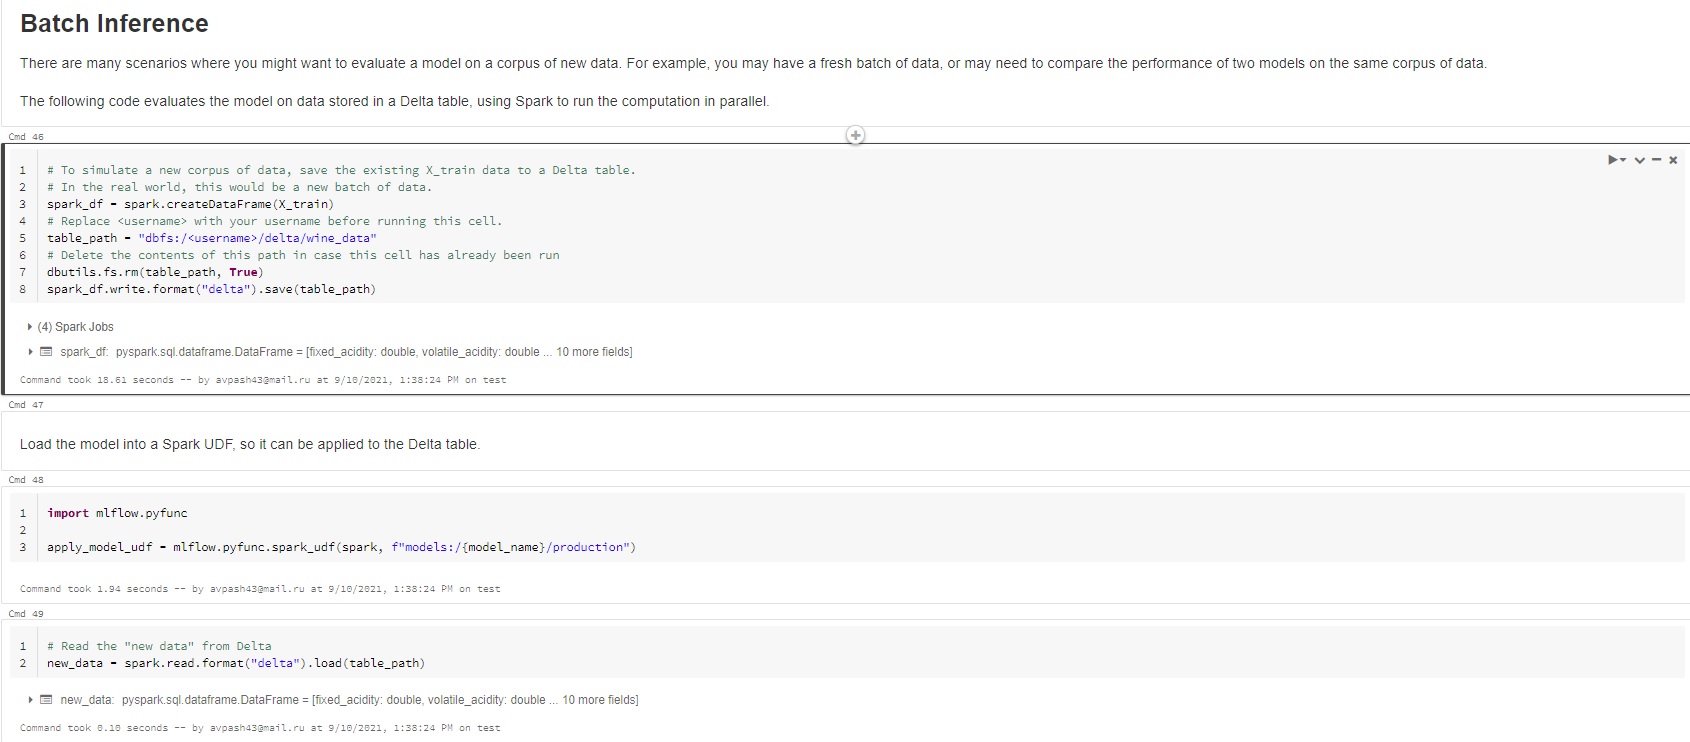 Batch Inference
There are many scenarios where you might want to evaluate a model on a corpus of new data. For example, you may have a fresh batch of data, or may need to compare the performance of two models on the same corpus of data.
The following code evaluates the model on data stored in a Delta table, using Spark to run the computation in parallel.
Cmd 46
1 # To simulate a new corpus of data, save the existing X_train data to a Delta table.
2 # In the real world, this would be a new batch of data.
3 spark_df = spark.createDataFrame(X_train)
4 # Replace <username> with your username before running this cell.
5 table_path = "dbfs:/<username>/delta/wine_data"
6 # Delete the contents of this path in case this cell has already been run
7 dbutils.fs.rm(table_path, True)
8 spark_df.write.format("delta").save(table_path)
(4) Spark Jobs
spark_df: pyspark.sql.dataframe.DataFrame = [fixed_acidity: double, volatile_acidity: double ... 10 more fields]
Command took 18.61 seconds -- by avpash43@mail.ru at 9/10/2021, 1:38:24 PM on test
Cmd 47
Load the model into a Spark UDF, so it can be applied to the Delta table.
Cmd 48
1 import mlflow.pyfunc
2
3 apply_model_udf = mlflow.pyfunc.spark_udf(spark, f"models:/{model_name}/production")
Command took 1.94 seconds -- by avpash43@mail.ru at 9/10/2021, 1:38:24 PM on test
Cmd 49
1 # Read the "new data" from Delta
2 new_data = spark.read.format("delta").load(table_path)
new_data: pyspark.sql.dataframe.DataFrame = [fixed_acidity: double, volatile_acidity: double ... 10 more fields]
Command took 0.10 seconds -- by avpash43@mail.ru at 9/10/2021, 1:38:24 PM on test